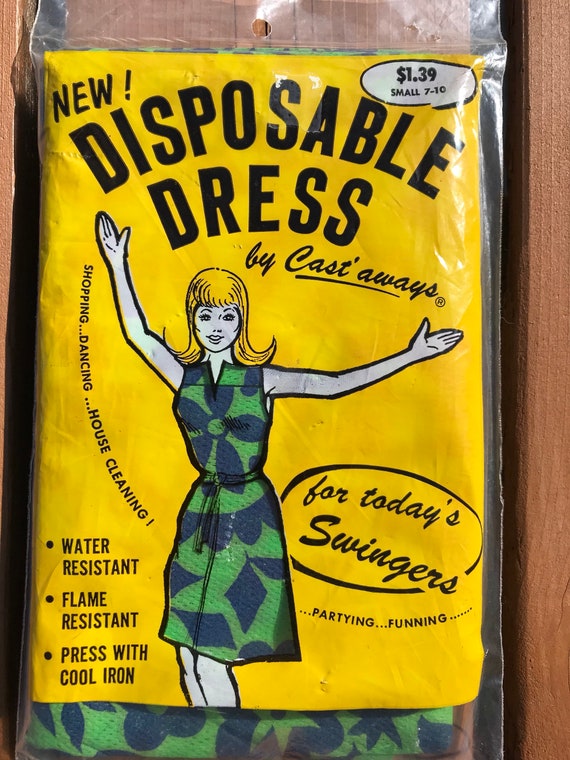 NEW!
$1.39
SMALL 7-10
DISPOSABLE
DRESS
by Cast'aways®
SHOPPING...DANCING ...HOUSE CLEANING!
for today's
Swingers
...PARTYING...FUNNING.......
• WATER
RESISTANT
• FLAME
RESISTANT
• PRESS WITH
COOL IRON